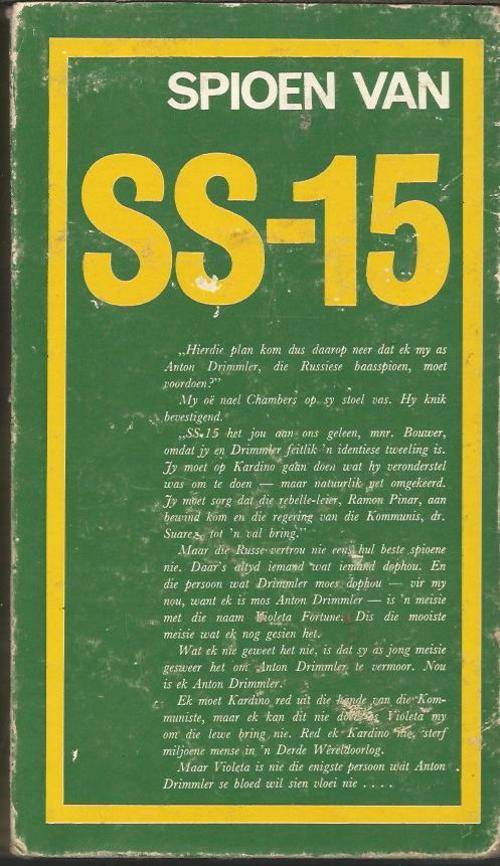 SPIOEN VAN
SS-15
„Hierdie plan kom dus daarop neer dat ek my as
Anton Drimmler, die Russiese baasspioen, moet
voordoen?”
My oë nael Chambers op sy stoel vas. Hy knik
bevestigend.
„SS-15 het jou aan ons geleen, mnr. Bouwer,
omdat jy en Drimmler feitlik 'n identiese tweeling is.
Jy moet op Kardino gaan doen wat hy veronderstel
was om te doen — maar natuurlik net omgekeerd.
Jy moet sorg dat die rebelle-leier, Ramon Pinar, aan
bewind kom en die regering van die Kommunis, dr.
Suarez, tot 'n val bring.”
Maar die Russe vertrou nie eens hul beste spioene
nie. Daar's altyd iemand wat iemand dophou. En
die persoon wat Drimmler moes dophou — vir my
nou, want ek is mos Anton Drimmler — is 'n meisie
met die naam Violeta Fortune. Dis die mooiste
meisie wat ek nog gesien het.
Wat ek nie geweet het nie, is dat sy as jong meisie
gesweer het om Anton Drimmler te vermoor. Nou
is ek Anton Drimmler.
Ek moet Kardino red uit die hande van die Kom-
muniste, maar ek kan dit nie doen as Violeta my
om die lewe bring nie. Red ek Kardino nie, sterf
miljoene mense in 'n Derde Wêreldoorlog.
Maar Violeta is nie die enigste persoon wat Anton
Drimmler se bloed wil sien vloei nie . . . .